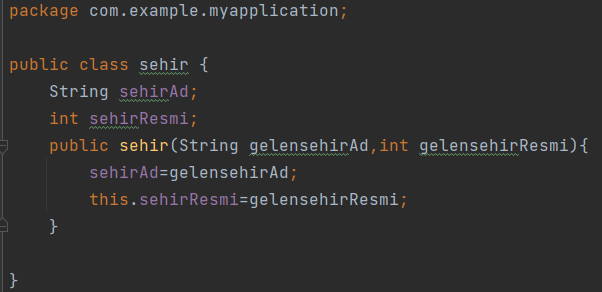 package com.example.myapplication;
public class sehir {
String sehirAd;
int sehirResmi;
public sehir(String gelensehirAd,int gelensehirResmi){
sehirAd=gelensehirAd;
this.sehirResmi=gelensehirResmi;
}
}